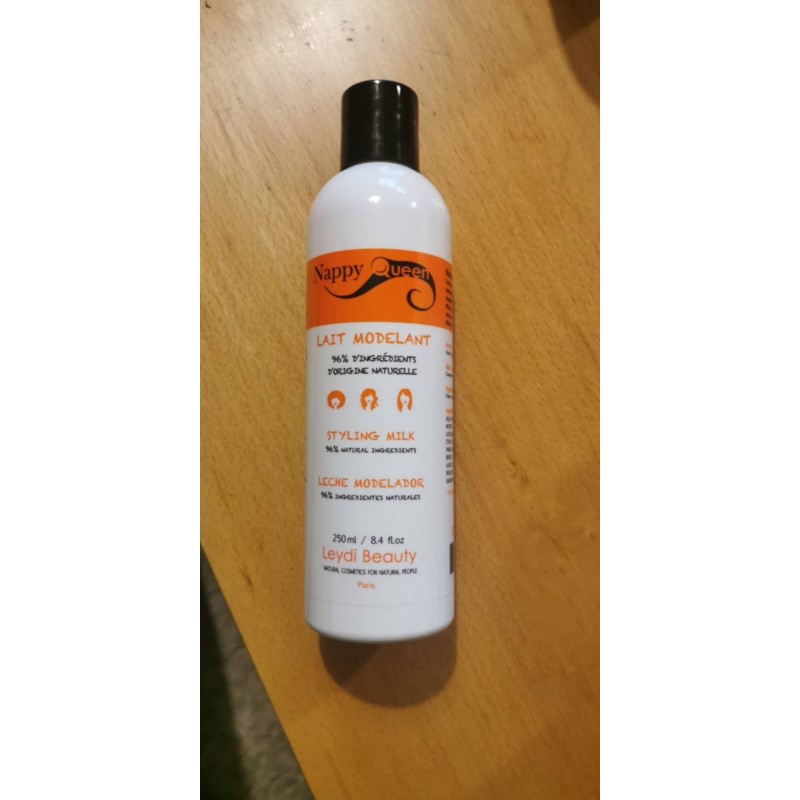 Nappy Queen
LAIT MODELANT
96% D'INGRÉDIENTS
D'ORIGINE NATURELLE
STYLING MILK
96% NATURAL INGREDIENTS
LECHE MODELADOR
96% INGREDIENTES NATURALES
250ml / 8.4 fl.oz
Leydi Beauty
NATURAL COSMETICS FOR NATURAL PEOPLE
Paris